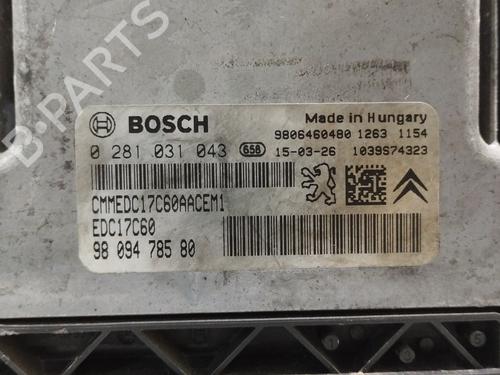 B-Parts
BOSCH
Made in Hungary
9806460480 1263 1154
0 281 031 043 658 15-03-26 1039S74323
CMMEDC17C60AACEM1
EDC17C60
98 094 785 80